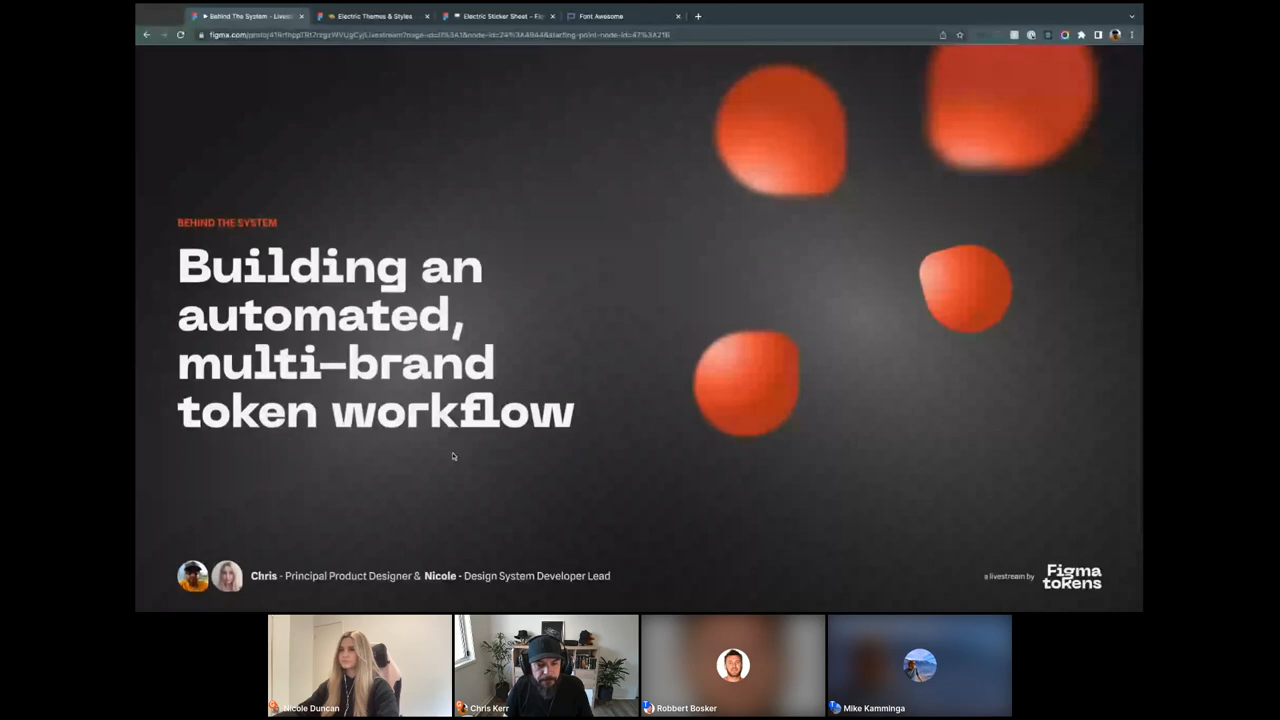 Behind The System - Livest
Electric Themes & Styles
Electric Sticker Sheet - Fig
Font Awesome
BEHIND THE SYSTEM
Building an
automated,
multi-brand
token workflow
Chris - Principal Product Designer & Nicole - Design System Developer Lead
a livestream by
Figma
tokens
Nicole Duncan
Chris Kerr
Robbert Bosker
Mike Kamminga